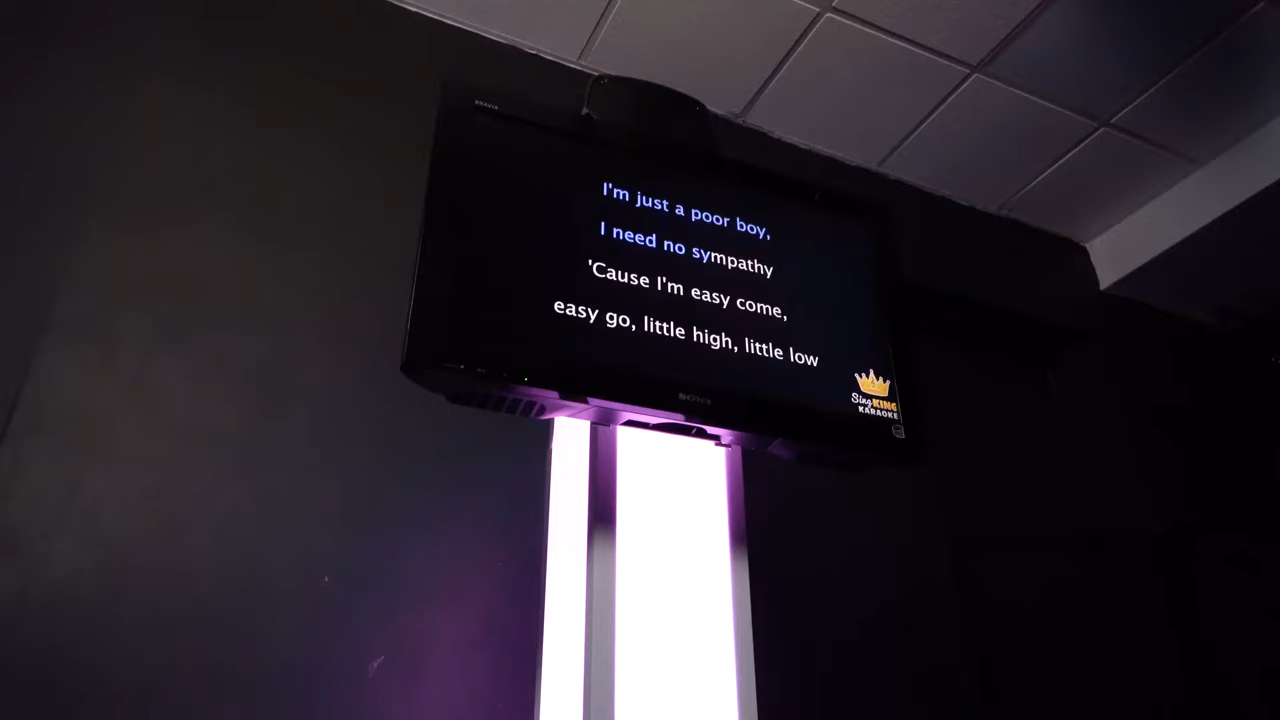 BRAVIA
I'm just a poor boy,
I need no sympathy
'Cause I'm easy come,
easy go, little high, little low
Sing KING
KARAOKE
SONY